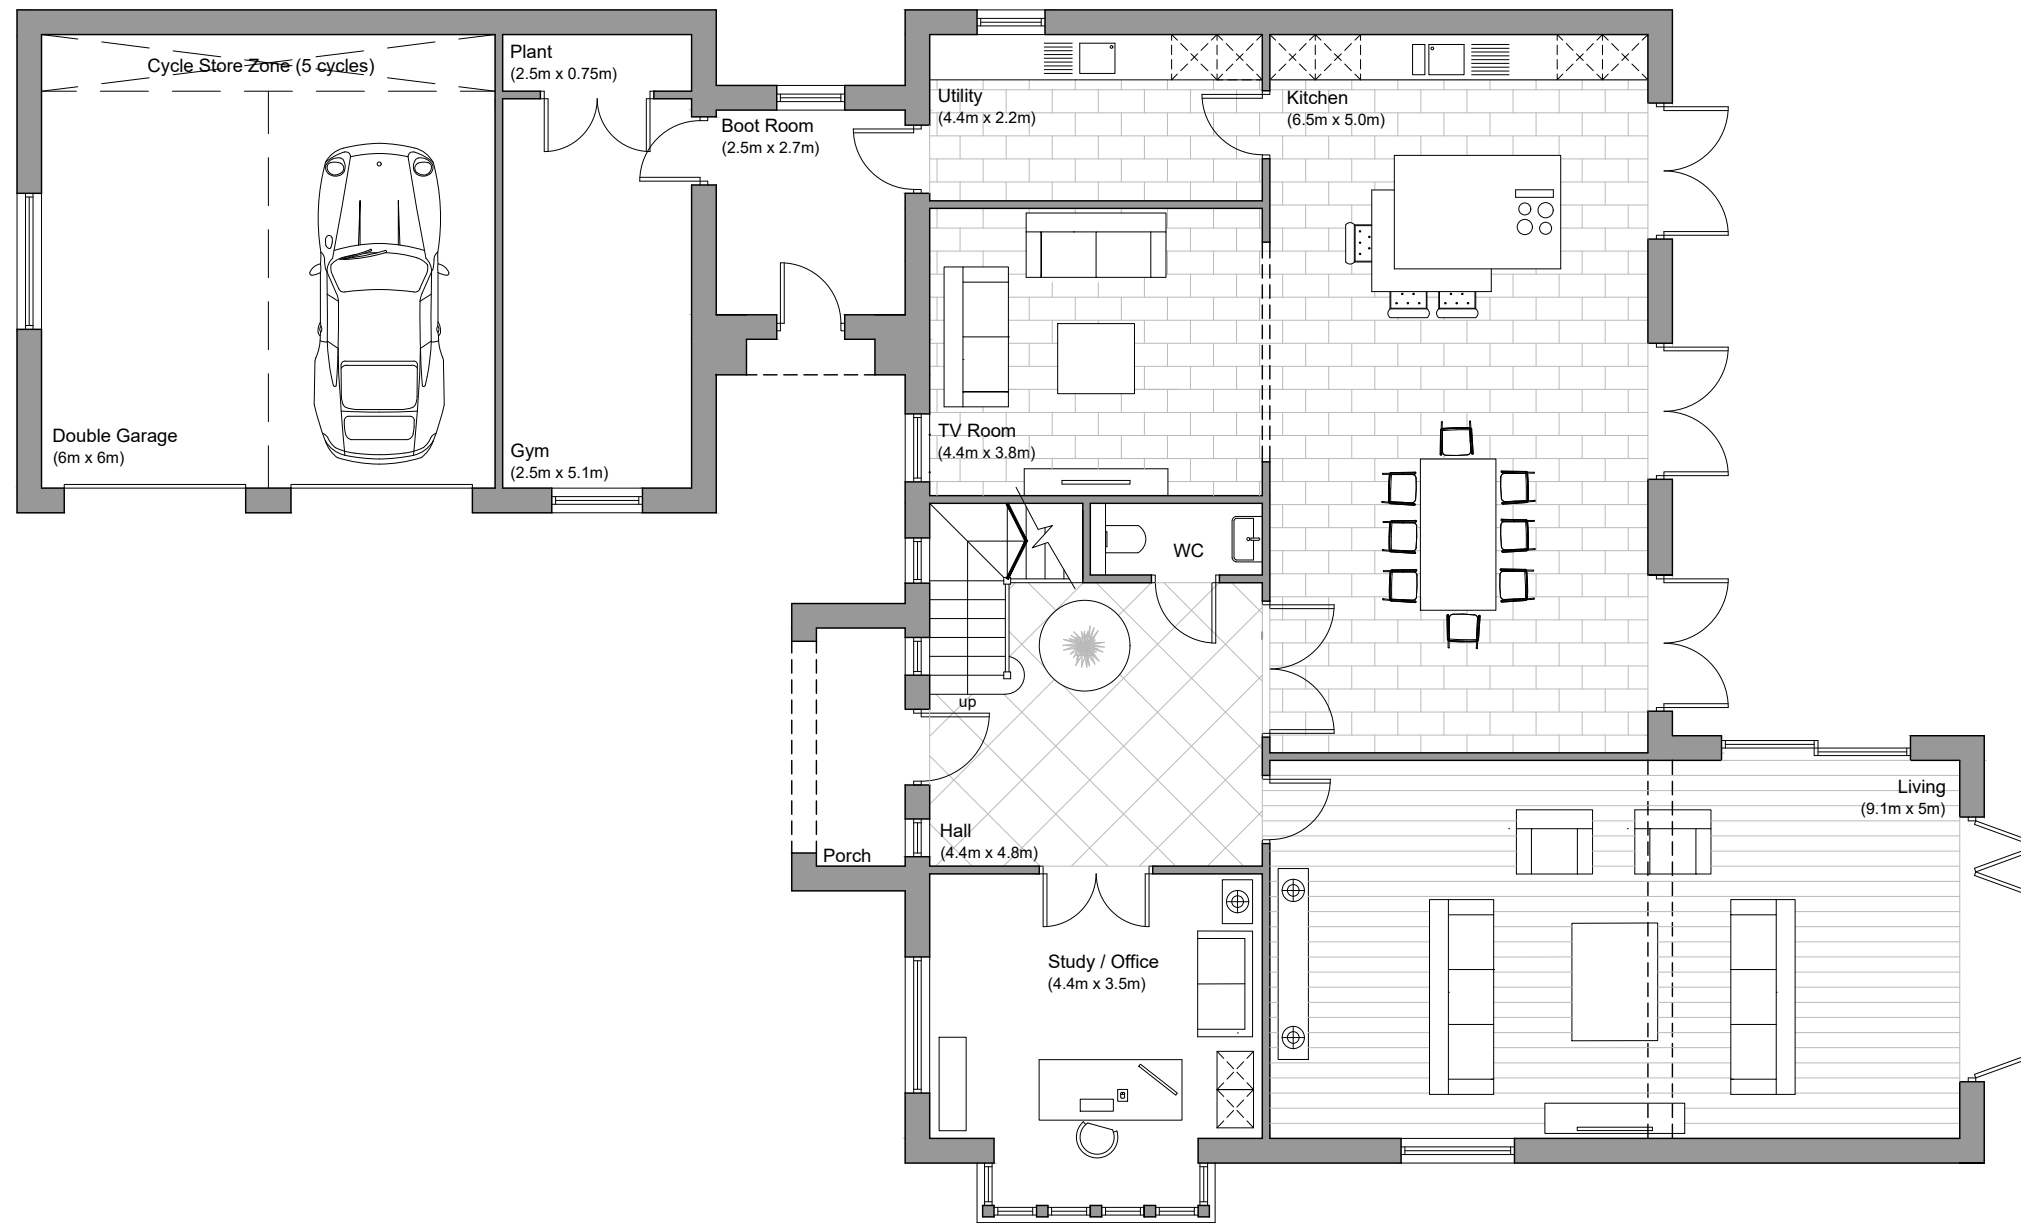 Cycle Store Zone (5 cycles)
Plant
(2.5m x 0.75m)
Boot Room
(2.5m x 2.7m)
Utility
(4.4m x 2.2m)
Kitchen
(6.5m x 5.0m)
Double Garage
(6m x 6m)
Gym
(2.5m x 5.1m)
TV Room
(4.4m x 3.8m)
WC
up
Hall
(4.4m x 4.8m)
Porch
Living
(9.1m x 5m)
Study / Office
(4.4m x 3.5m)